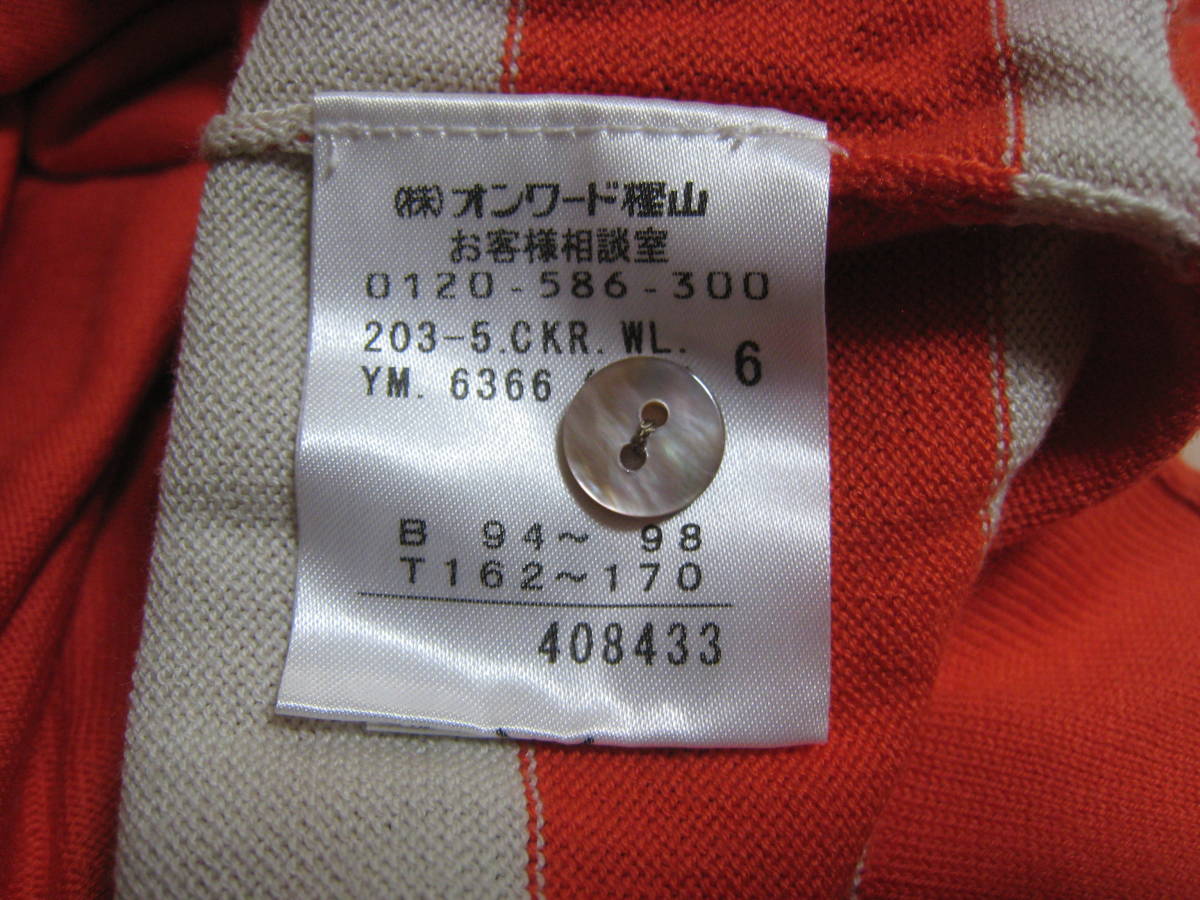 (株)オンワード樫山
お客様相談室
0120-586-300
203-5.CKR.WL.
YM. 6366
6
B 94～ 98
T162～170
408433